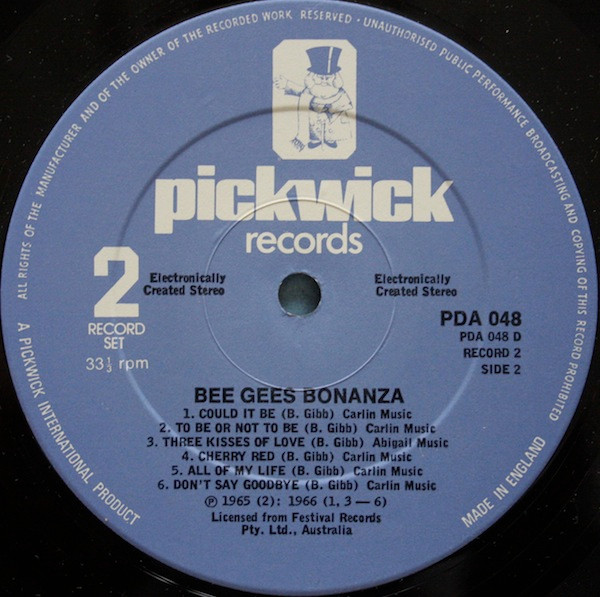 ALL RIGHTS OF THE MANUFACTURER AND OF THE OWNER OF THE RECORDED WORK RESERVED · UNAUTHORISED PUBLIC PERFORMANCE BROADCASTING AND COPYING OF THIS RECORD PROHIBITED
pickwick
records
2
RECORD
SET
33⅓ rpm
Electronically
Created Stereo
Electronically
Created Stereo
PDA 048
PDA 048 D
RECORD 2
SIDE 2
BEE GEES BONANZA
1. COULD IT BE (B. Gibb) Carlin Music
2. TO BE OR NOT TO BE (B. Gibb) Carlin Music
3. THREE KISSES OF LOVE (B. Gibb) Abigail Music
4. CHERRY RED (B. Gibb) Carlin Music
5. ALL OF MY LIFE (B. Gibb) Carlin Music
6. DON'T SAY GOODBYE (B. Gibb) Carlin Music
℗ 1965 (2): 1966 (1, 3 — 6)
Licensed from Festival Records
Pty. Ltd., Australia
A PICKWICK INTERNATIONAL PRODUCT
MADE IN ENGLAND